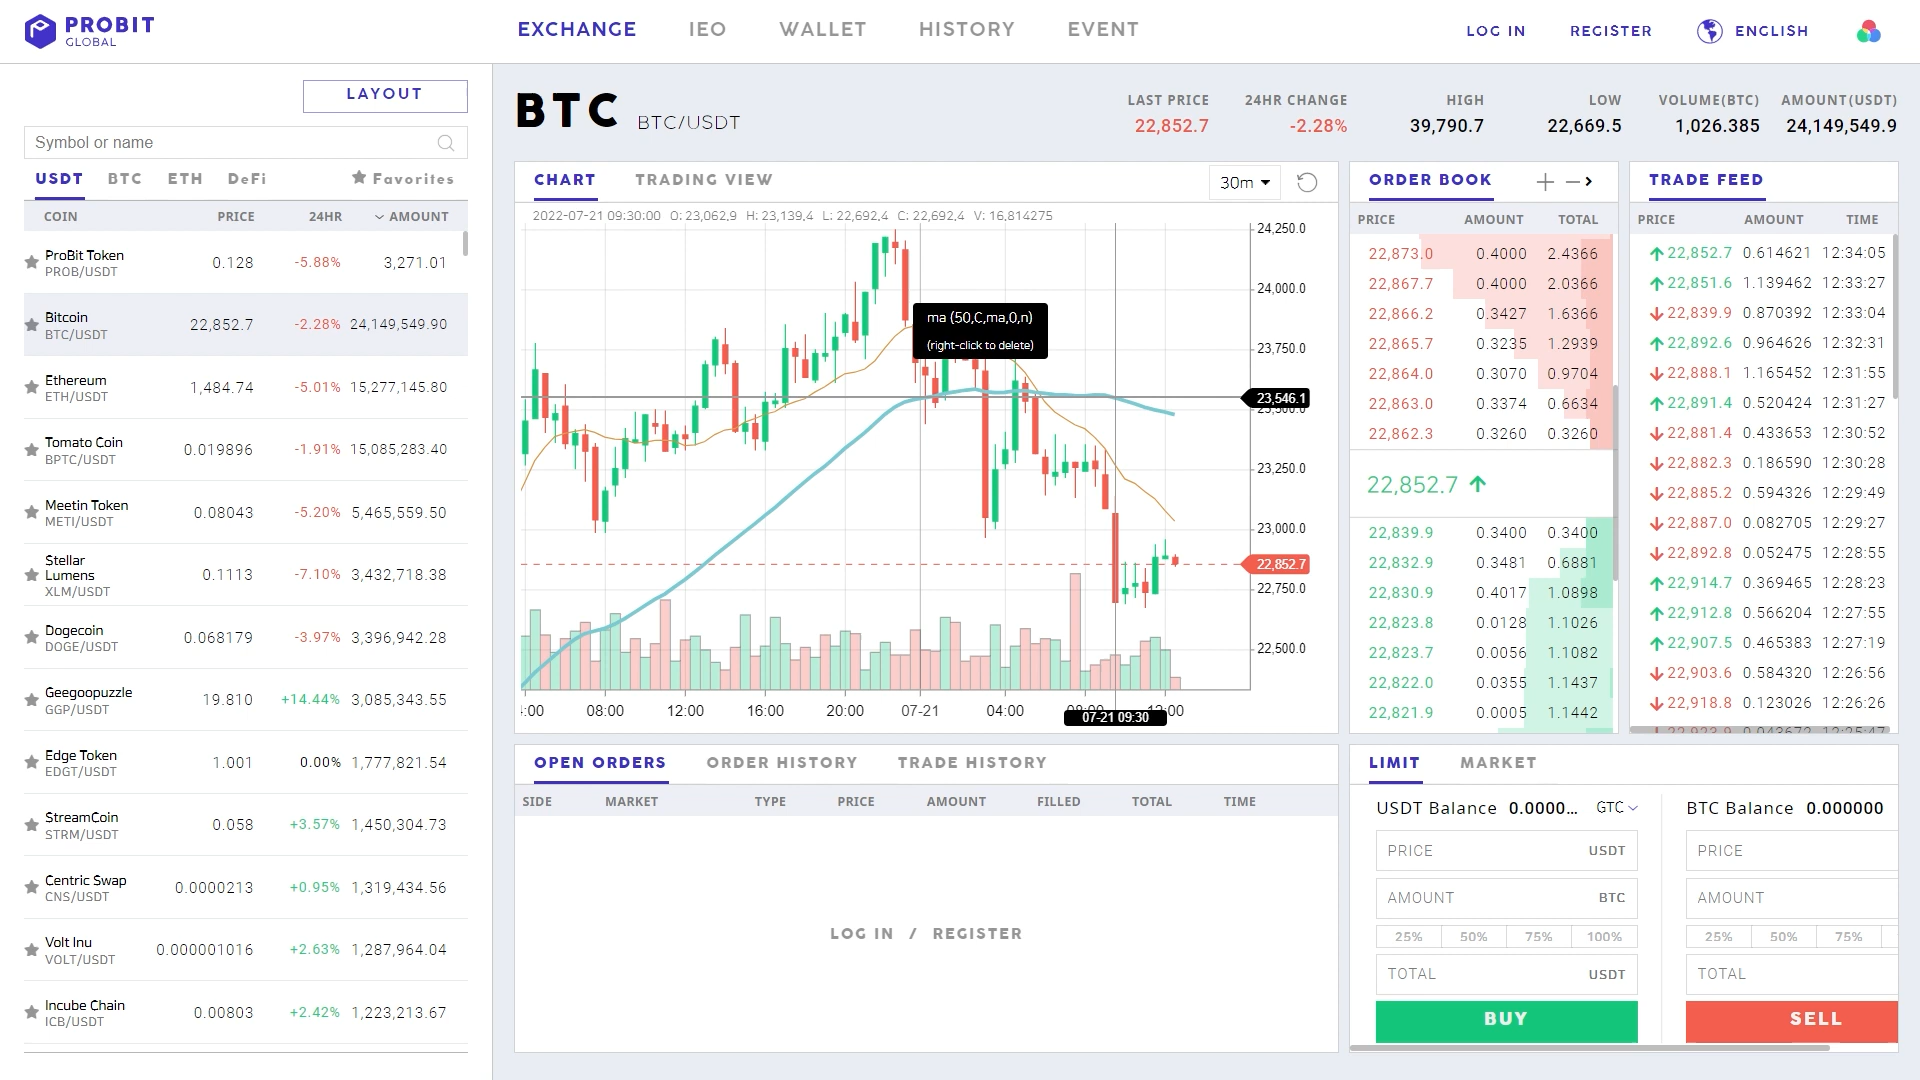 PROBIT
GLOBAL
EXCHANGE IEO WALLET HISTORY EVENT
LOG IN REGISTER ENGLISH
LAYOUT
Symbol or name
USDT BTC ETH DeFi Favorites
COIN PRICE 24HR AMOUNT
ProBit Token
PROB/USDT 0.128 -5.88% 3,271.01
Bitcoin
BTC/USDT 22,852.7 -2.28% 24,149,549.90
Ethereum
ETH/USDT 1,484.74 -5.01% 15,277,145.80
Tomato Coin
BPTC/USDT 0.019896 -1.91% 15,085,283.40
Meetin Token
METI/USDT 0.08043 -5.20% 5,465,559.50
Stellar
Lumens
XLM/USDT 0.1113 -7.10% 3,432,718.38
Dogecoin
DOGE/USDT 0.068179 -3.97% 3,396,942.28
Geegoopuzzle
GGP/USDT 19.810 +14.44% 3,085,343.55
Edge Token
EDGT/USDT 1.001 0.00% 1,777,821.54
StreamCoin
STRM/USDT 0.058 +3.57% 1,450,304.73
Centric Swap
CNS/USDT 0.0000213 +0.95% 1,319,434.56
Volt Inu
VOLT/USDT 0.000001016 +2.63% 1,287,964.04
Incube Chain
ICB/USDT 0.00803 +2.42% 1,223,213.67
BTC BTC/USDT
LAST PRICE 24HR CHANGE HIGH LOW VOLUME(BTC) AMOUNT(USDT)
22,852.7 -2.28% 39,790.7 22,669.5 1,026.385 24,149,549.9
CHART TRADING VIEW 30m
2022-07-21 09:30:00 O: 23,062,9 H: 23,139,4 L: 22,692,4 C: 22,692,4 V: 16,814275
24,250.0
24,000.0
ma (50,C,ma,0,n)
(right-click to delete)
23,750.0
23,546.1
23,500.0
23,250.0
23,000.0
22,852.7
22,750.0
22,500.0
:00 08:00 12:00 16:00 20:00 07-21 04:00 08:00 12:00
07-21 09:30
ORDER BOOK
PRICE AMOUNT TOTAL
22,873.0 0.4000 2.4366
22,867.7 0.4000 2.0366
22,866.2 0.3427 1.6366
22,865.7 0.3235 1.2939
22,864.0 0.3070 0.9704
22,863.0 0.3374 0.6634
22,862.3 0.3260 0.3260
22,852.7
22,839.9 0.3400 0.3400
22,832.9 0.3481 0.6881
22,830.9 0.4017 1.0898
22,823.8 0.0128 1.1026
22,823.7 0.0056 1.1082
22,822.0 0.0355 1.1437
22,821.9 0.0005 1.1442
TRADE FEED
PRICE AMOUNT TIME
22,852.7 0.614621 12:34:05
22,851.6 1.139462 12:33:27
22,839.9 0.870392 12:33:04
22,892.6 0.964626 12:32:31
22,888.1 1.165452 12:31:55
22,891.4 0.520424 12:31:27
22,881.4 0.433653 12:30:52
22,882.3 0.186590 12:30:28
22,885.2 0.594326 12:29:49
22,887.0 0.082705 12:29:27
22,892.8 0.052475 12:28:55
22,914.7 0.369465 12:28:23
22,912.8 0.566204 12:27:55
22,907.5 0.465383 12:27:19
22,903.6 0.584320 12:26:56
22,918.8 0.123026 12:26:26
OPEN ORDERS ORDER HISTORY TRADE HISTORY
SIDE MARKET TYPE PRICE AMOUNT FILLED TOTAL TIME
LOG IN / REGISTER
LIMIT MARKET
USDT Balance 0.0000... GTC
PRICE USDT
AMOUNT BTC
25% 50% 75% 100%
TOTAL USDT
BUY
BTC Balance 0.000000
PRICE
AMOUNT
25% 50% 75%
TOTAL
SELL